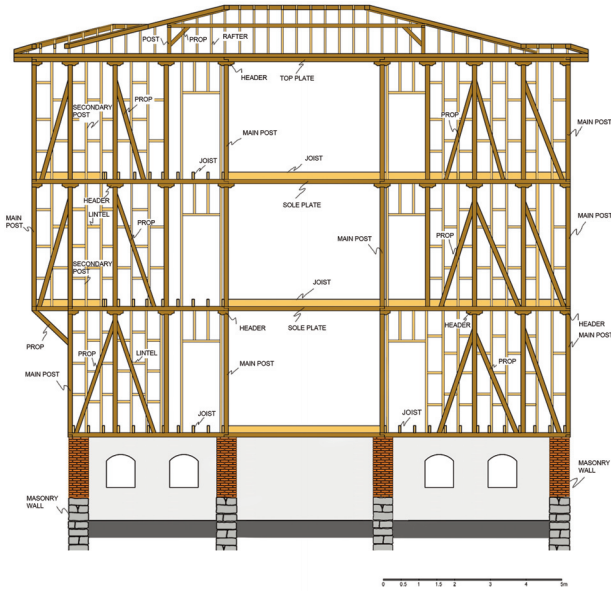 POST
PROP
RAFTER
HEADER
TOP PLATE
SECONDARY
POST
PROP
PROP
MAIN POST
MAIN POST
JOIST
JOIST
HEADER
LINTEL
SOLE PLATE
MAIN
POST
PROP
MAIN POST
PROP
MAIN
POST
SECONDARY
POST
JOIST
HEADER
SOLE PLATE
HEADER
HEADER
PROP
PROP
LINTEL
MAIN POST
MAIN POST
MAIN POST
PROP
JOIST
JOIST
MASONRY
WALL
MASONRY
WALL
0 0.5 1 1.5 2 3 4 5m